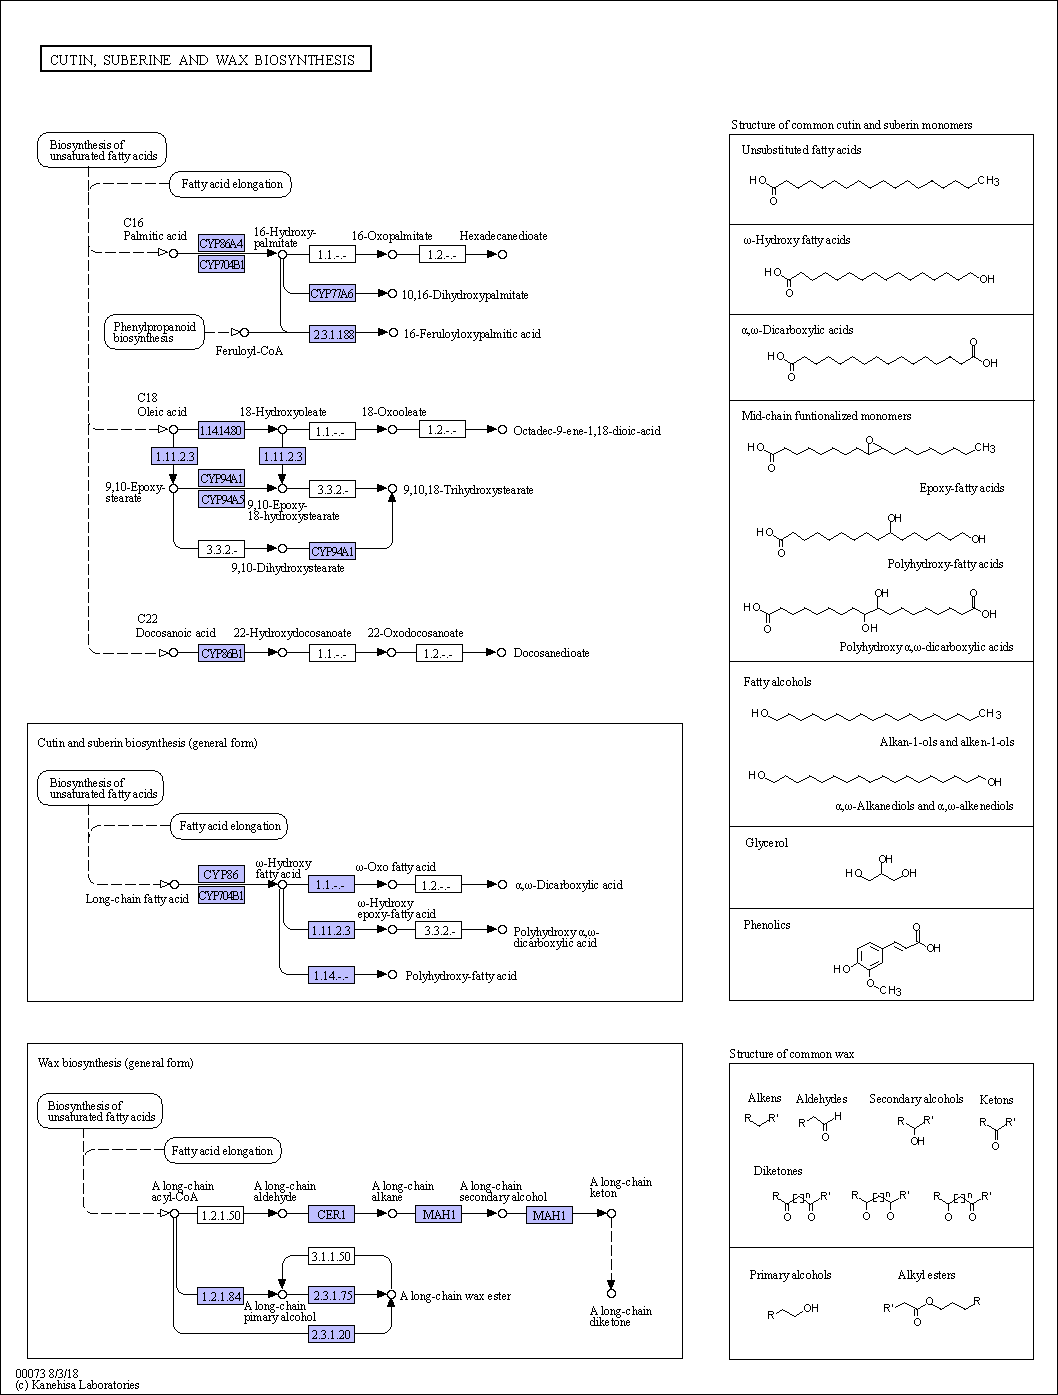 CUTIN, SUBERINE AND WAX BIOSYNTHESIS
Biosynthesis of
unsaturated fatty acids
Fatty acid elongation
C16
Palmitic acid
CYP86A4
CYP704B1
16-Hydroxy-
palmitate
1.1.-.-
16-Oxopalmitate
1.2.-.-
Hexadecanedioate
CYP77A6
10,16-Dihydroxypalmitate
Phenylpropanoid
biosynthesis
Feruloyl-CoA
2.3.1.188
16-Feruloyloxypalmitic acid
C18
Oleic acid
1.14.14.80
18-Hydroxyoleate
1.1.-.-
18-Oxooleate
1.2.-.-
Octadec-9-ene-1,18-dioic-acid
1.11.2.3
1.11.2.3
9,10-Epoxy-
stearate
CYP94A1
CYP94A5
9,10-Epoxy-
18-hydroxystearate
3.3.2.-
9,10,18-Trihydroxystearate
3.3.2.-
9,10-Dihydroxystearate
CYP94A1
C22
Docosanoic acid
CYP86B1
22-Hydroxydocosanoate
1.1.-.-
22-Oxodocosanoate
1.2.-.-
Docosanedioate
Cutin and suberin biosynthesis (general form)
Biosynthesis of
unsaturated fatty acids
Fatty acid elongation
Long-chain fatty acid
CYP86
CYP704B1
ω-Hydroxy
fatty acid
1.1.-.-
ω-Oxo fatty acid
1.2.-.-
α,ω-Dicarboxylic acid
1.11.2.3
ω-Hydroxy
epoxy-fatty acid
3.3.2.-
Polyhydroxy α,ω-
dicarboxylic acid
1.14.-.-
Polyhydroxy-fatty acid
Wax biosynthesis (general form)
Biosynthesis of
unsaturated fatty acids
Fatty acid elongation
A long-chain
acyl-CoA
1.2.1.50
A long-chain
aldehyde
CER1
A long-chain
alkane
MAH1
A long-chain
secondary alcohol
MAH1
A long-chain
keton
3.1.1.50
1.2.1.84
A long-chain
pimary alcohol
2.3.1.75
A long-chain wax ester
2.3.1.20
A long-chain
diketone
00073 8/3/18
(c) Kanehisa Laboratories
Structure of common cutin and suberin monomers
Unsubstituted fatty acids
HO
O
CH3
ω-Hydroxy fatty acids
HO
O
OH
α,ω-Dicarboxylic acids
HO
O
O
OH
Mid-chain funtionalized monomers
HO
O
O
CH3
Epoxy-fatty acids
HO
O
OH
OH
Polyhydroxy-fatty acids
HO
O
OH
OH
O
OH
Polyhydroxy α,ω-dicarboxylic acids
Fatty alcohols
HO
CH3
Alkan-1-ols and alken-1-ols
HO
OH
α,ω-Alkanediols and α,ω-alkenediols
Glycerol
OH
HO
OH
Phenolics
O
OH
HO
O
CH3
Structure of common wax
Alkens
Aldehydes
Secondary alcohols
Ketons
R R'
R H
O
R R'
OH
R R'
O
Diketones
R [ ]n R'
O O
R [ ]n R'
O O
R [ ]n R'
O O
Primary alcohols
Alkyl esters
R OH
R' O R
O